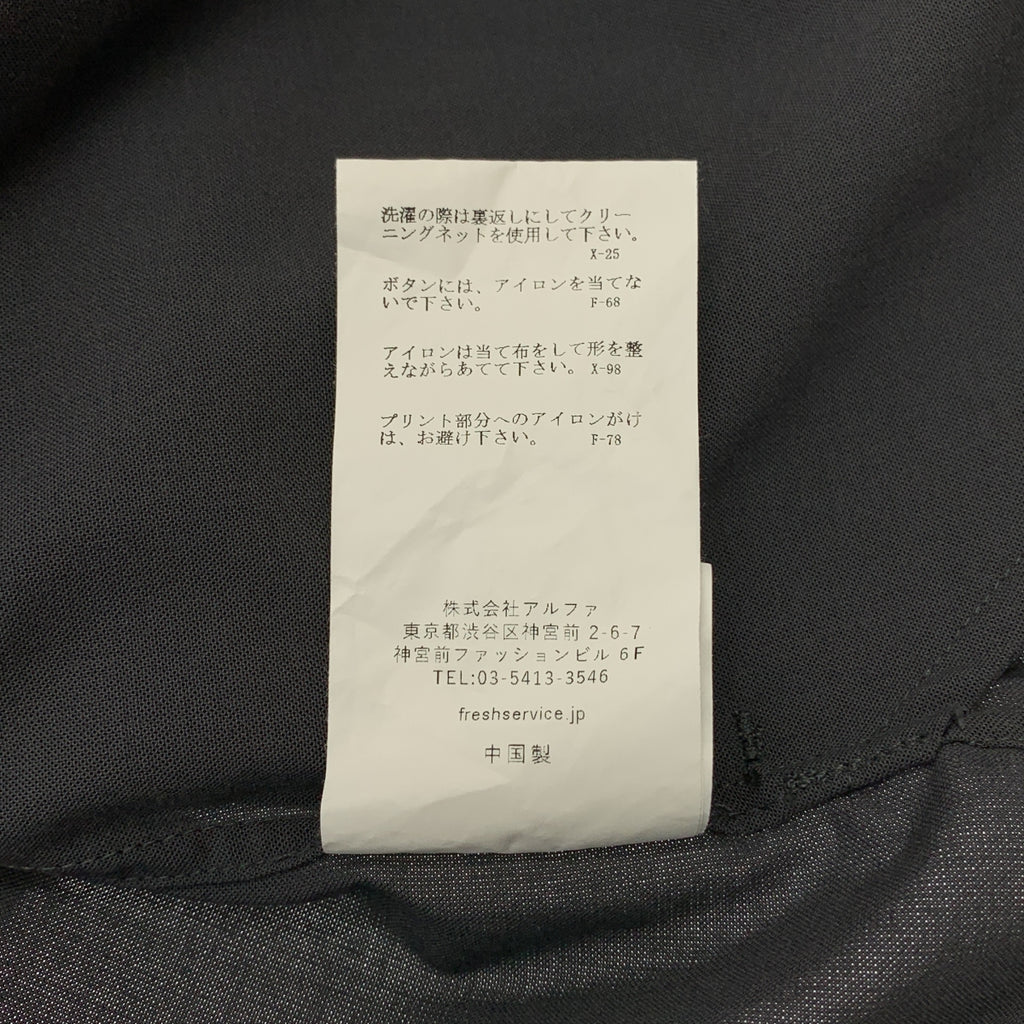 洗濯の際は裏返しにしてクリー
ニングネットを使用して下さい。
X-25
ボタンには、アイロンを当てな
いで下さい。 F-68
アイロンは当て布をして形を整
えながらあてて下さい。 X-98
プリント部分へのアイロンがけ
は、お避け下さい。 F-78
株式会社アルファ
東京都渋谷区神宮前 2-6-7
神宮前ファッションビル 6F
TEL:03-5413-3546
freshservice.jp
中国製